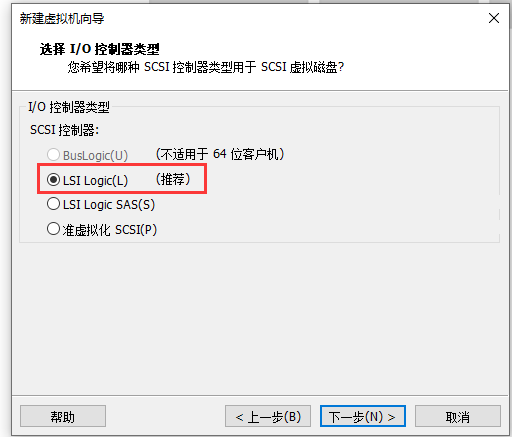 新建虚拟机向导
选择 I/O 控制器类型
您希望将哪种 SCSI 控制器类型用于 SCSI 虚拟磁盘?
I/O 控制器类型
SCSI 控制器:
BusLogic(U) (不适用于 64 位客户机)
LSI Logic(L) (推荐)
LSI Logic SAS(S)
准虚拟化 SCSI(P)
帮助 < 上一步(B) 下一步(N) > 取消